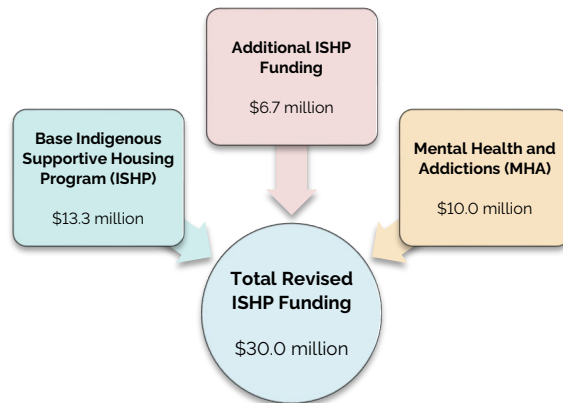 Additional ISHP
Funding
$6.7 million
Base Indigenous
Supportive Housing
Program (ISHP)
$13.3 million
Mental Health and
Addictions (MHA)
$10.0 million
Total Revised
ISHP Funding
$30.0 million